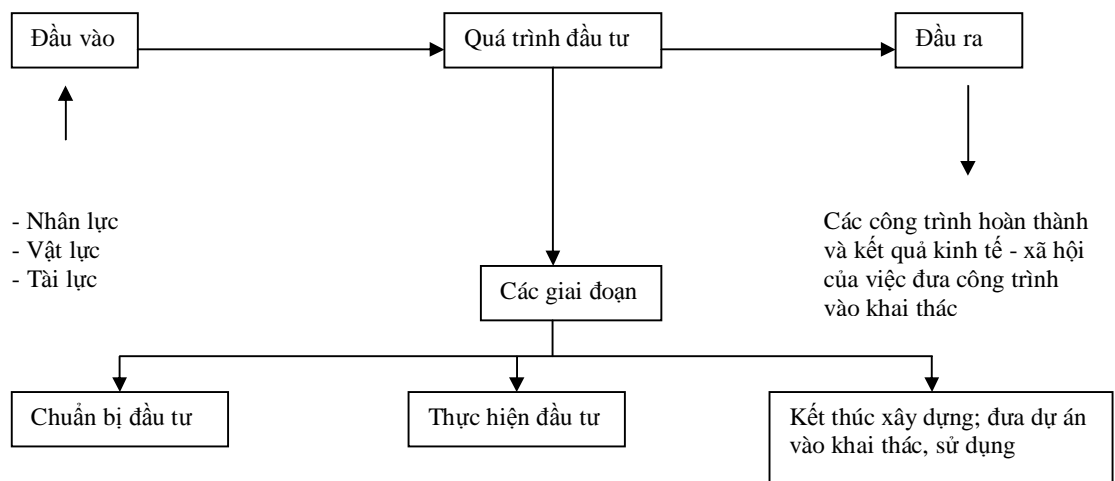 Đầu vào
Quá trình đầu tư
Đầu ra
- Nhân lực
- Vật lực
- Tài lực
Các công trình hoàn thành
và kết quả kinh tế - xã hội
của việc đưa công trình
vào khai thác
Các giai đoạn
Chuẩn bị đầu tư
Thực hiện đầu tư
Kết thúc xây dựng; đưa dự án
vào khai thác, sử dụng